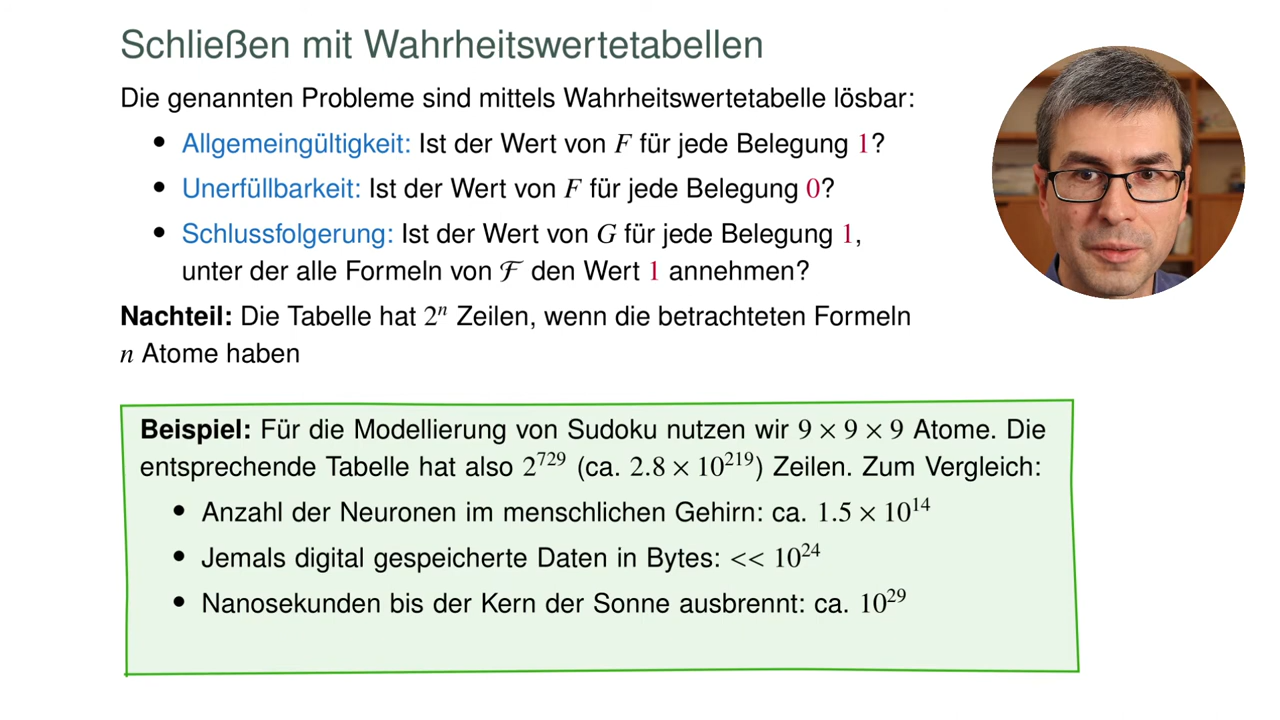 Schließen mit Wahrheitswertetabellen
Die genannten Probleme sind mittels Wahrheitswertetabelle lösbar:
• Allgemeingültigkeit: Ist der Wert von F für jede Belegung 1?
• Unerfüllbarkeit: Ist der Wert von F für jede Belegung 0?
• Schlussfolgerung: Ist der Wert von G für jede Belegung 1,
unter der alle Formeln von ℱ den Wert 1 annehmen?
Nachteil: Die Tabelle hat 2ⁿ Zeilen, wenn die betrachteten Formeln
n Atome haben
Beispiel: Für die Modellierung von Sudoku nutzen wir 9 × 9 × 9 Atome. Die
entsprechende Tabelle hat also 2⁷²⁹ (ca. 2.8 × 10²¹⁹) Zeilen. Zum Vergleich:
• Anzahl der Neuronen im menschlichen Gehirn: ca. 1.5 × 10¹⁴
• Jemals digital gespeicherte Daten in Bytes: << 10²⁴
• Nanosekunden bis der Kern der Sonne ausbrennt: ca. 10²⁹